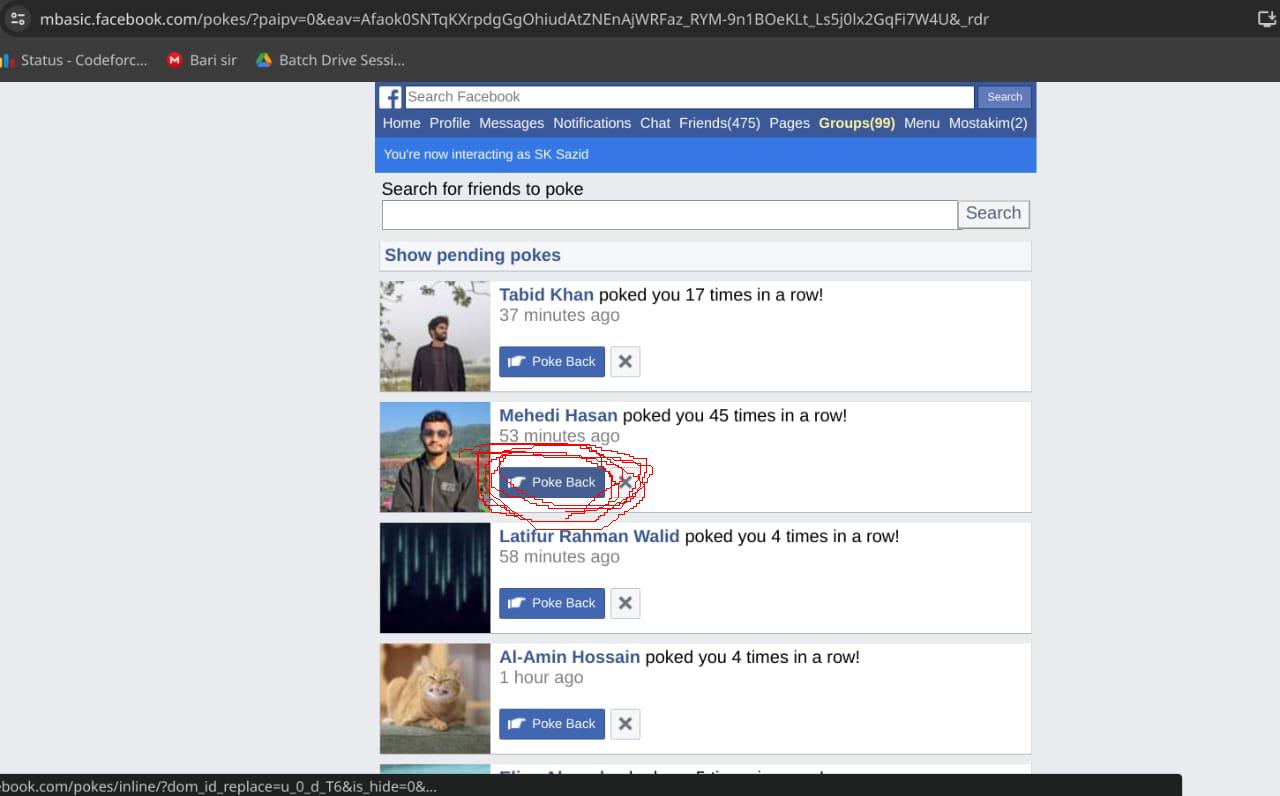 mbasic.facebook.com/pokes/?paipv=0&eav=Afaok0SNTqKXrpdgGgOhiudAtZNEnAjWRFaz_RYM-9n1BOeKLt_Ls5j0lx2GqFi7W4U&_rdr
Status - Codeforc... Bari sir Batch Drive Sessi...
Search Facebook Search
Home Profile Messages Notifications Chat Friends(475) Pages Groups(99) Menu Mostakim(2)
You're now interacting as SK Sazid
Search for friends to poke
Search
Show pending pokes
Tabid Khan poked you 17 times in a row!
37 minutes ago
Poke Back
Mehedi Hasan poked you 45 times in a row!
53 minutes ago
Poke Back
Latifur Rahman Walid poked you 4 times in a row!
58 minutes ago
Poke Back
Al-Amin Hossain poked you 4 times in a row!
1 hour ago
Poke Back
ebook.com/pokes/inline/?dom_id_replace=u_0_d_T6&is_hide=0&...